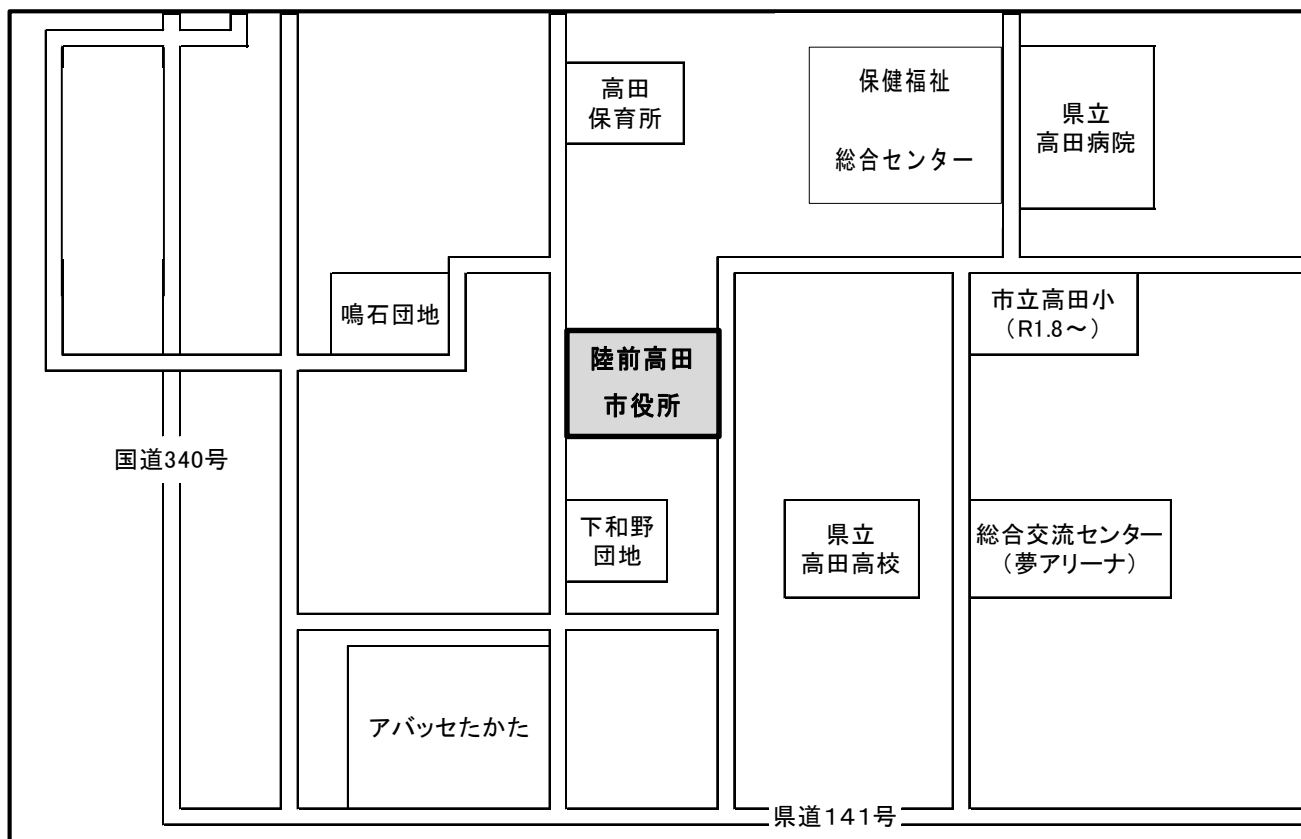 高田
保育所
保健福祉
総合センター
県立
高田病院
鳴石団地
市立高田小
（R1.8～）
陸前高田
市役所
国道340号
下和野
団地
県立
高田高校
総合交流センター
（夢アリーナ）
アバッセたかた
県道141号